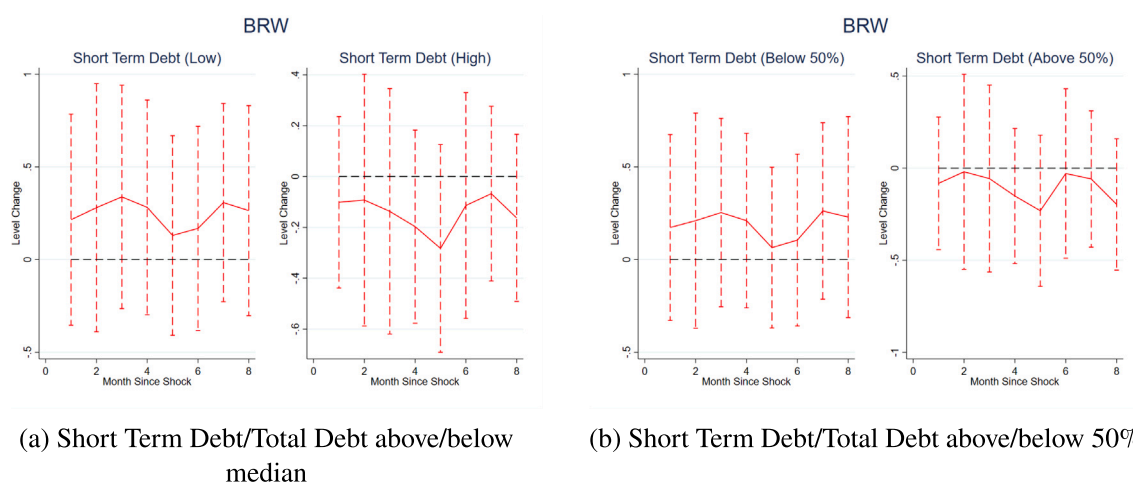 BRW
Short Term Debt (Low)
Short Term Debt (High)
Level Change
1
.5
0
-.5
0
2
4
6
8
Month Since Shock
Level Change
.4
.2
0
-.2
-.4
-.6
0
2
4
6
8
Month Since Shock
(a) Short Term Debt/Total Debt above/below
median
BRW
Short Term Debt (Below 50%)
Short Term Debt (Above 50%)
Level Change
1
.5
0
-.5
0
2
4
6
8
Month Since Shock
Level Change
.5
0
-.5
-1
0
2
4
6
8
Month Since Shock
(b) Short Term Debt/Total Debt above/below 50%